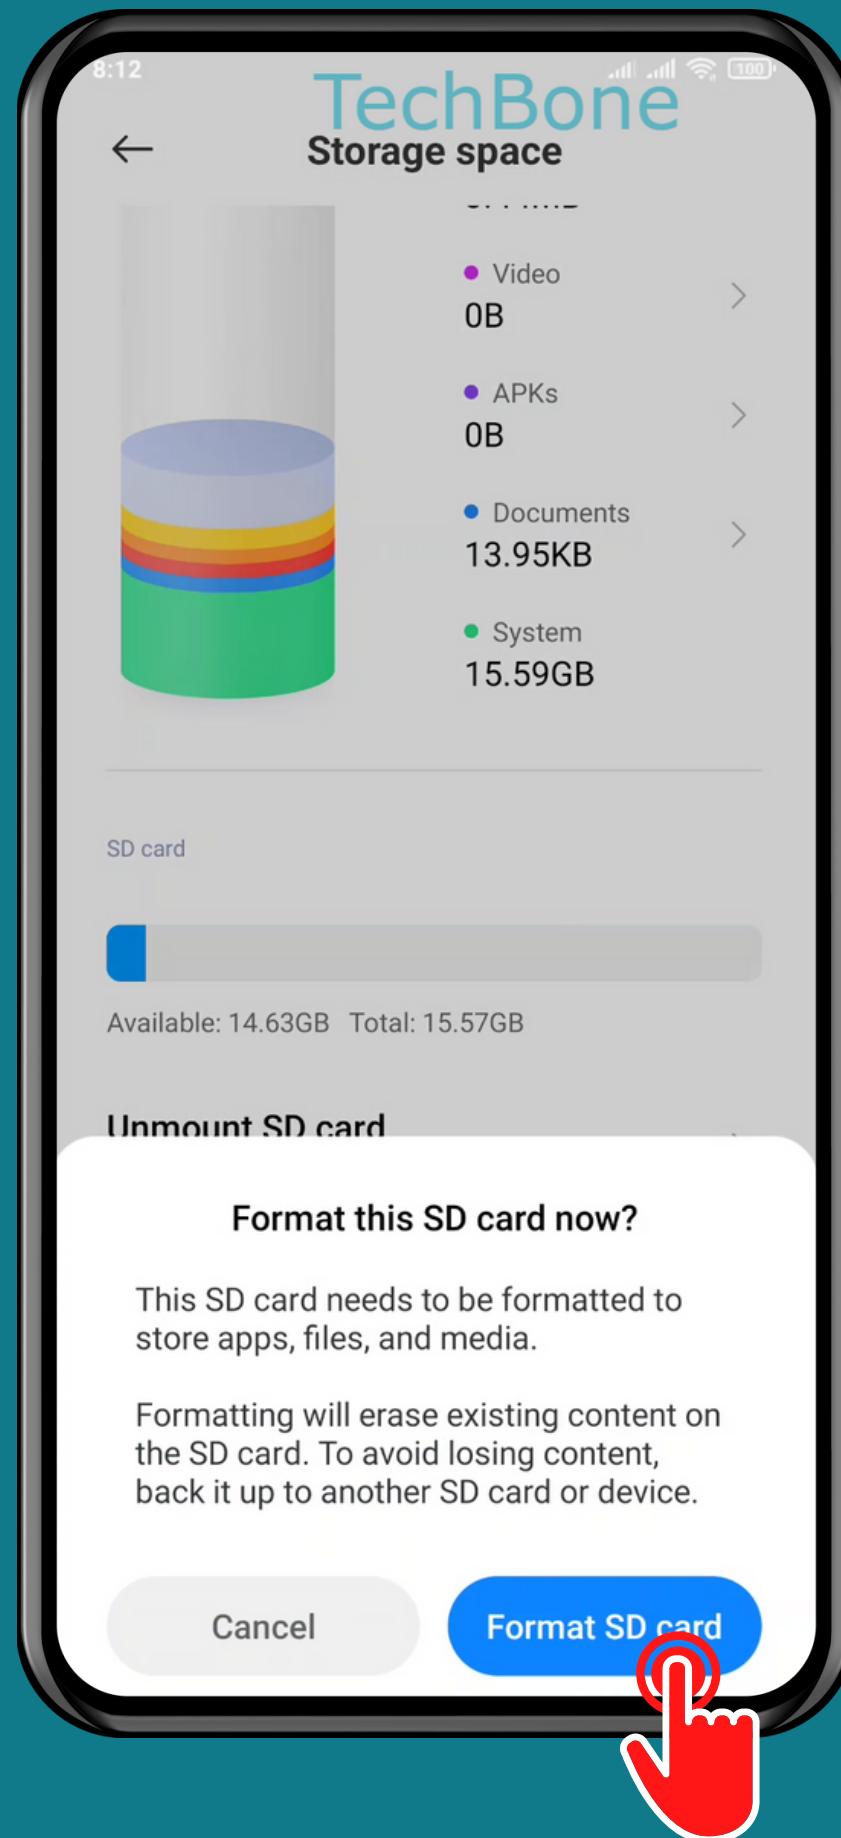 8:12
TechBone
100
Storage space
Video
0B
APKs
0B
Documents
13.95KB
System
15.59GB
SD card
Available: 14.63GB Total: 15.57GB
Unmount SD card
Format this SD card now?
This SD card needs to be formatted to
store apps, files, and media.
Formatting will erase existing content on
the SD card. To avoid losing content,
back it up to another SD card or device.
Cancel
Format SD card